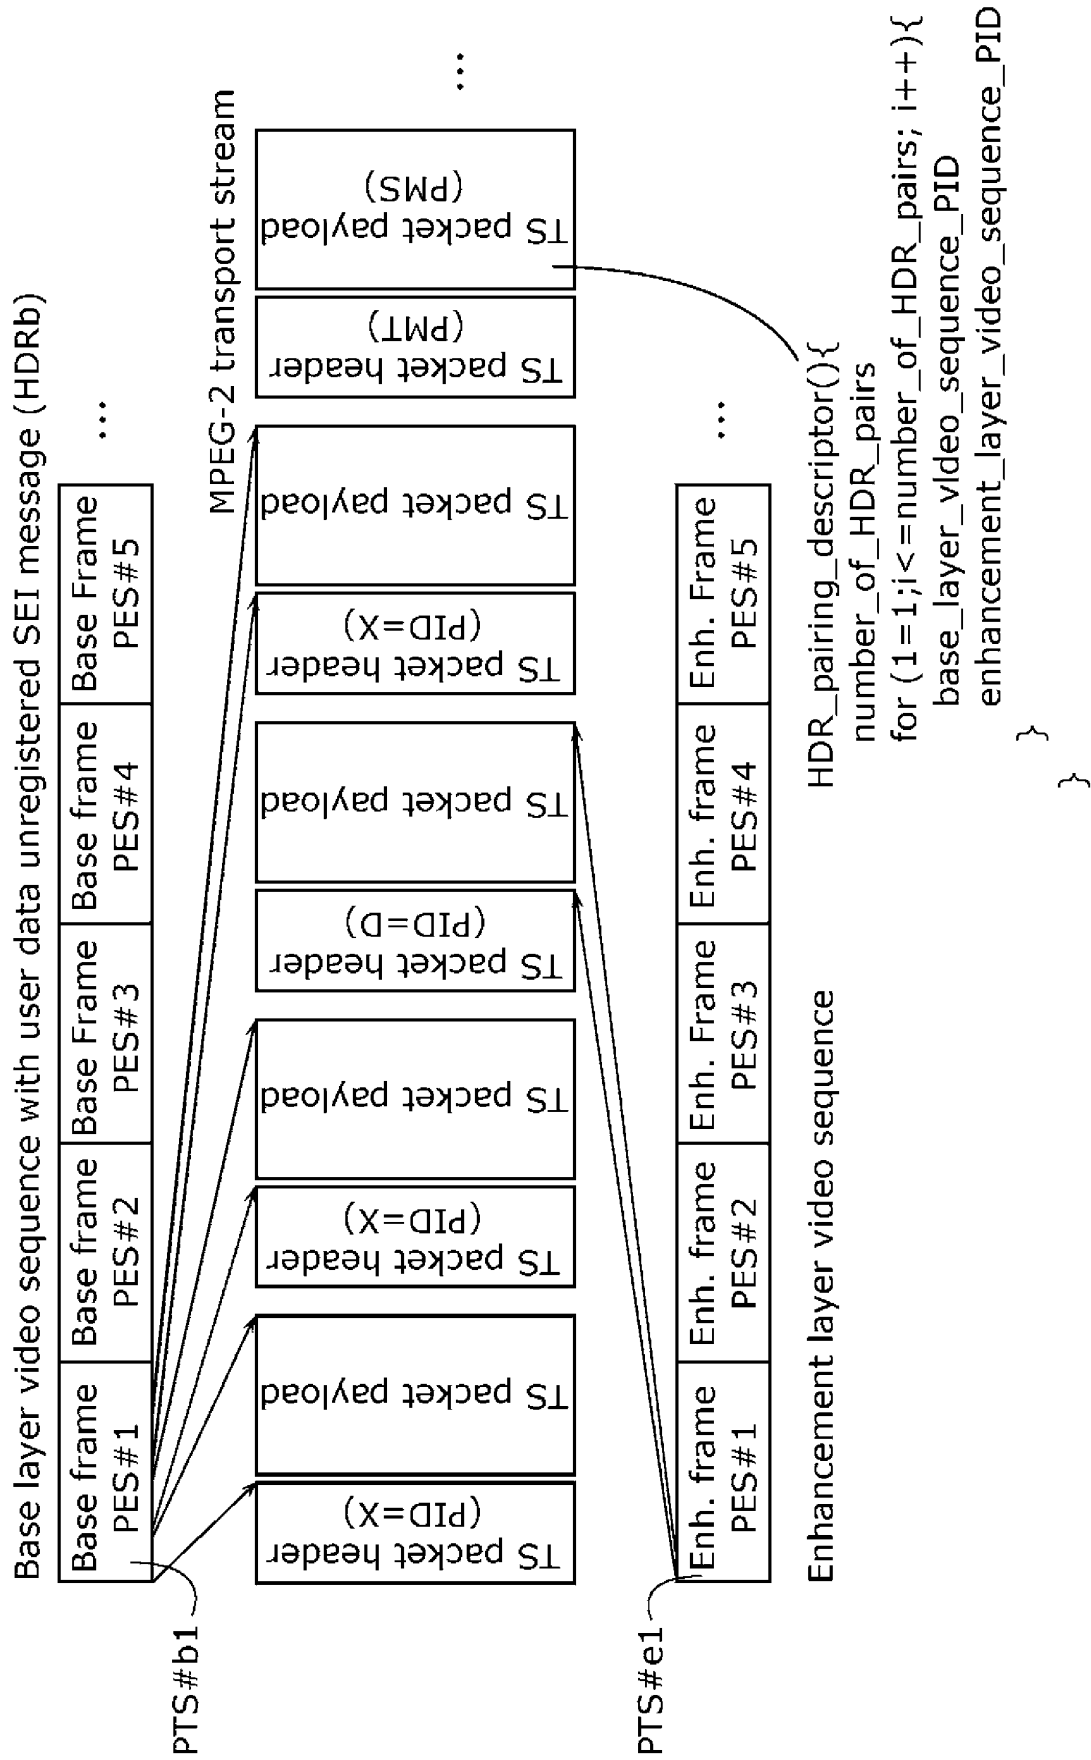 Base layer video sequence with user data unregistered SEI message (HDRb)
Base frame
PES#1
Base frame
PES#2
Base Frame
PES#3
Base frame
PES#4
Base Frame
PES#5
...
PTS#b1
MPEG-2 transport stream
TS packet header
(PID=X)
TS packet payload
TS packet header
(PID=X)
TS packet payload
TS packet header
(PID=D)
TS packet payload
TS packet header
(PID=X)
TS packet payload
TS packet header
(PMT)
TS packet payload
(PMS)
...
PTS#e1
Enh. frame
PES#1
Enh. frame
PES#2
Enh. Frame
PES#3
Enh. frame
PES#4
Enh. Frame
PES#5
...
Enhancement layer video sequence
HDR_pairing_descriptor(){
number_of_HDR_pairs
for (1=1;i<=number_of_HDR_pairs; i++){
base_layer_video_sequence_PID
enhancement_layer_video_sequence_PID
}
}